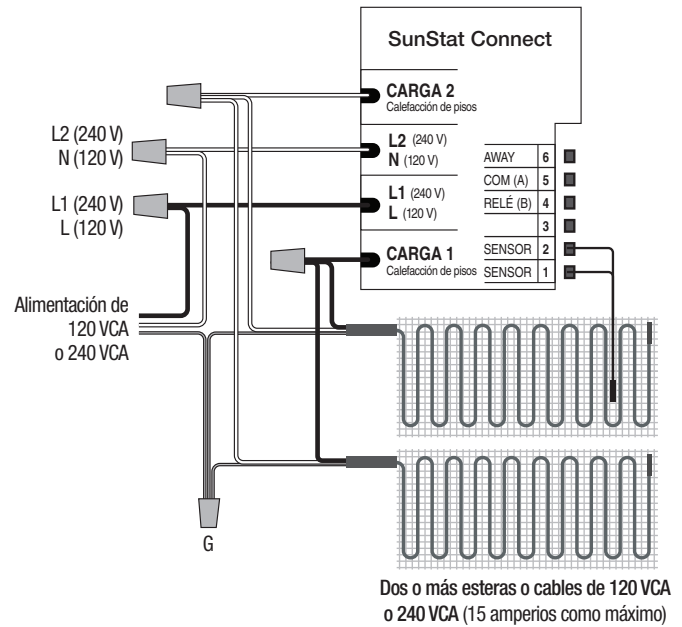 SunStat Connect
CARGA 2
Calefacción de pisos
L2 (240 V)
N (120 V)
L2 (240 V)
N (120 V)
L1 (240 V)
L (120 V)
L1 (240 V)
L (120 V)
CARGA 1
Calefacción de pisos
AWAY 6
COM (A) 5
RELÉ (B) 4
3
SENSOR 2
SENSOR 1
Alimentación de
120 VCA
o 240 VCA
G
Dos o más esteras o cables de 120 VCA
o 240 VCA (15 amperios como máximo)